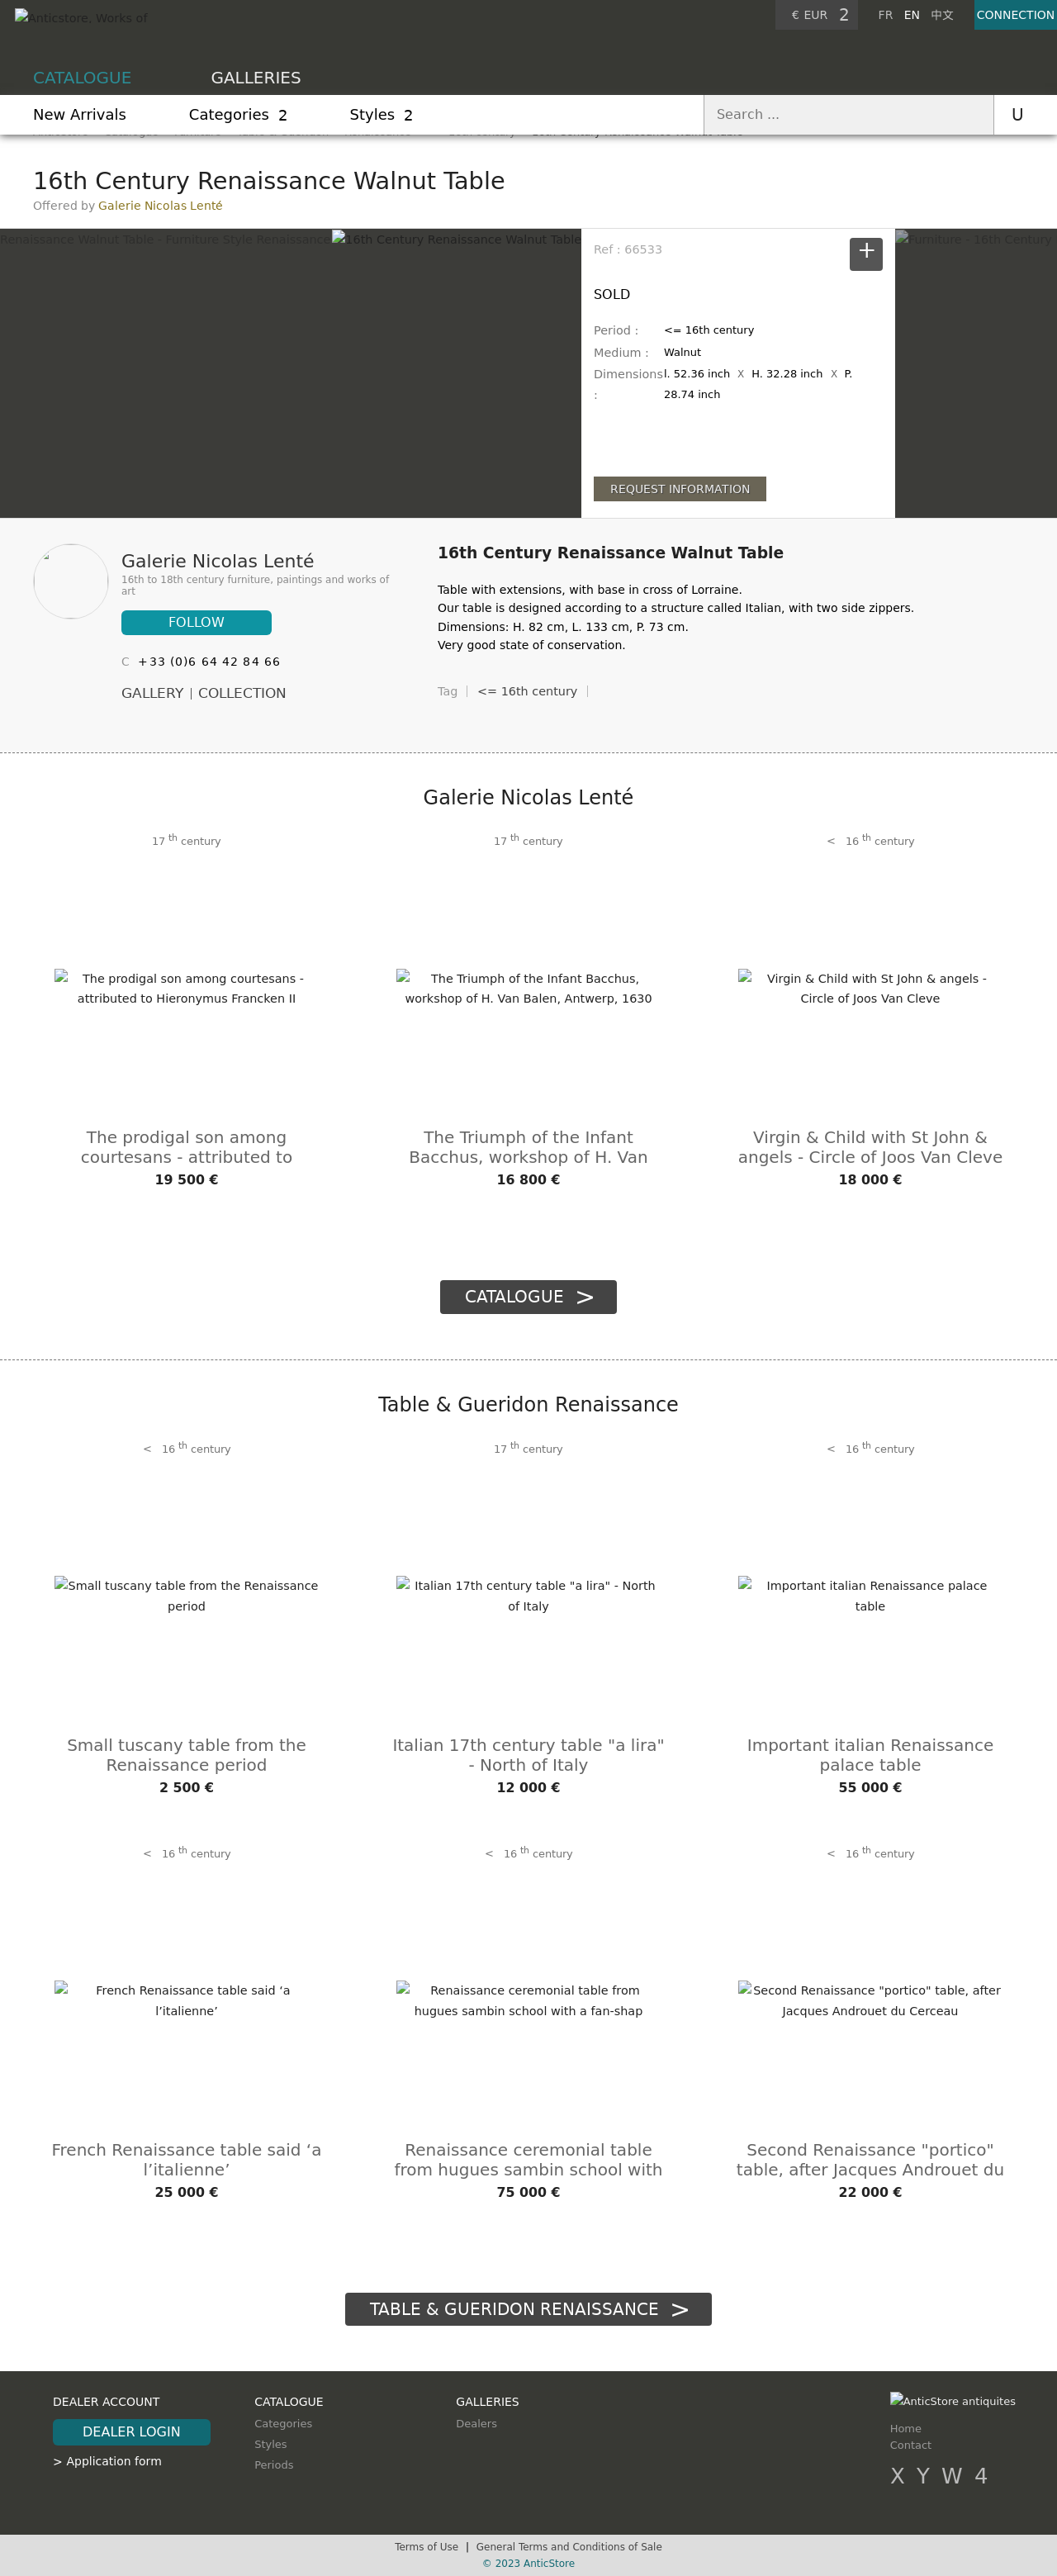 Anticstore, Works of
€ EUR 2
FR EN 中文
CONNECTION
CATALOGUE GALLERIES
New Arrivals Categories 2 Styles 2
Search ... U
16th Century Renaissance Walnut Table
Offered by Galerie Nicolas Lenté
Renaissance Walnut Table - Furniture Style Renaissance
16th Century Renaissance Walnut Table
Furniture - 16th Century
Ref : 66533
+
SOLD
Period : <= 16th century
Medium : Walnut
Dimensions l. 52.36 inch X H. 32.28 inch X P.
: 28.74 inch
REQUEST INFORMATION
Galerie Nicolas Lenté
16th to 18th century furniture, paintings and works of
art
FOLLOW
C +33 (0)6 64 42 84 66
GALLERY | COLLECTION
16th Century Renaissance Walnut Table
Table with extensions, with base in cross of Lorraine.
Our table is designed according to a structure called Italian, with two side zippers.
Dimensions: H. 82 cm, L. 133 cm, P. 73 cm.
Very good state of conservation.
Tag <= 16th century
Galerie Nicolas Lenté
17 th century
17 th century
< 16 th century
The prodigal son among courtesans -
attributed to Hieronymus Francken II
The Triumph of the Infant Bacchus,
workshop of H. Van Balen, Antwerp, 1630
Virgin & Child with St John & angels -
Circle of Joos Van Cleve
The prodigal son among
courtesans - attributed to
19 500 €
The Triumph of the Infant
Bacchus, workshop of H. Van
16 800 €
Virgin & Child with St John &
angels - Circle of Joos Van Cleve
18 000 €
CATALOGUE >
Table & Gueridon Renaissance
< 16 th century
17 th century
< 16 th century
Small tuscany table from the Renaissance
period
Italian 17th century table "a lira" - North
of Italy
Important italian Renaissance palace
table
Small tuscany table from the
Renaissance period
2 500 €
Italian 17th century table "a lira"
- North of Italy
12 000 €
Important italian Renaissance
palace table
55 000 €
< 16 th century
< 16 th century
< 16 th century
French Renaissance table said ‘a
l’italienne’
Renaissance ceremonial table from
hugues sambin school with a fan-shap
Second Renaissance "portico" table, after
Jacques Androuet du Cerceau
French Renaissance table said ‘a
l’italienne’
25 000 €
Renaissance ceremonial table
from hugues sambin school with
75 000 €
Second Renaissance "portico"
table, after Jacques Androuet du
22 000 €
TABLE & GUERIDON RENAISSANCE >
DEALER ACCOUNT
DEALER LOGIN
> Application form
CATALOGUE
Categories
Styles
Periods
GALLERIES
Dealers
AnticStore antiquites
Home
Contact
X Y W 4
Terms of Use | General Terms and Conditions of Sale
© 2023 AnticStore